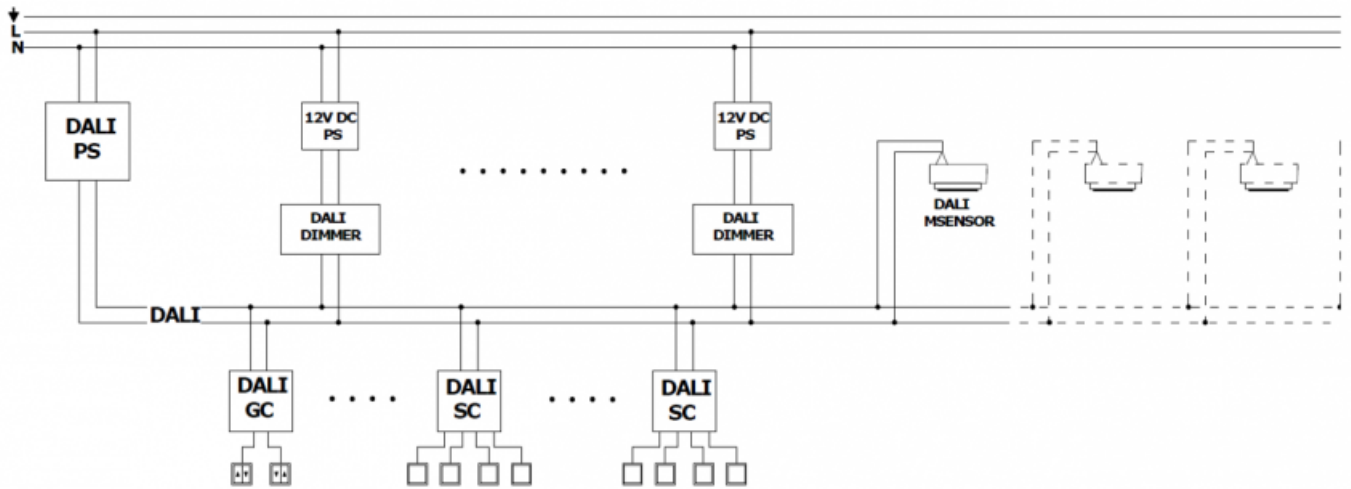 L
N
DALI
PS
12V DC
PS
12V DC
PS
DALI
DIMMER
DALI
DIMMER
DALI
MSENSOR
DALI
DALI
GC
DALI
SC
DALI
SC